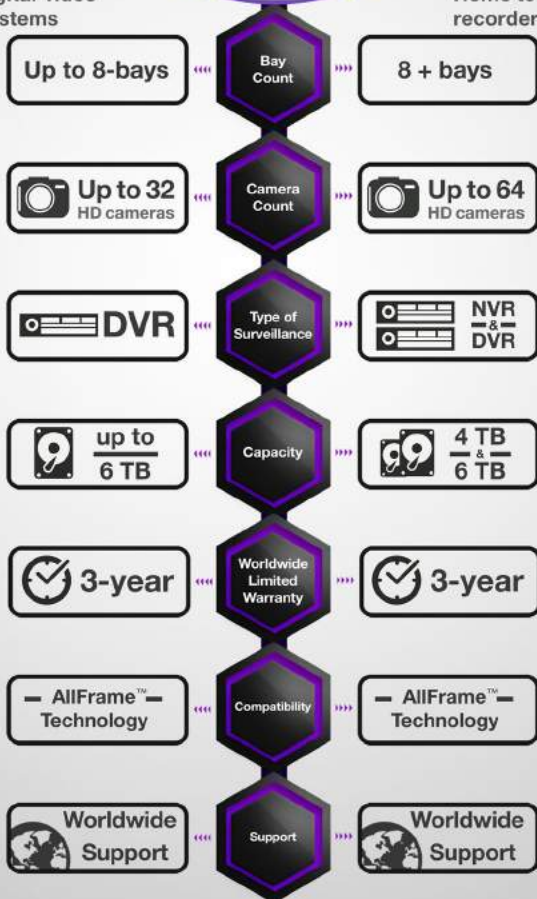 stems
recorder
Up to 8-bays
Bay
Count
8 + bays
Up to 32
HD cameras
Camera
Count
Up to 64
HD cameras
DVR
Type of
Surveillance
NVR
&
DVR
up to
6 TB
Capacity
4 TB
&
6 TB
3-year
Worldwide
Limited
Warranty
3-year
AllFrame™
Technology
Compatibility
AllFrame™
Technology
Worldwide
Support
Support
Worldwide
Support